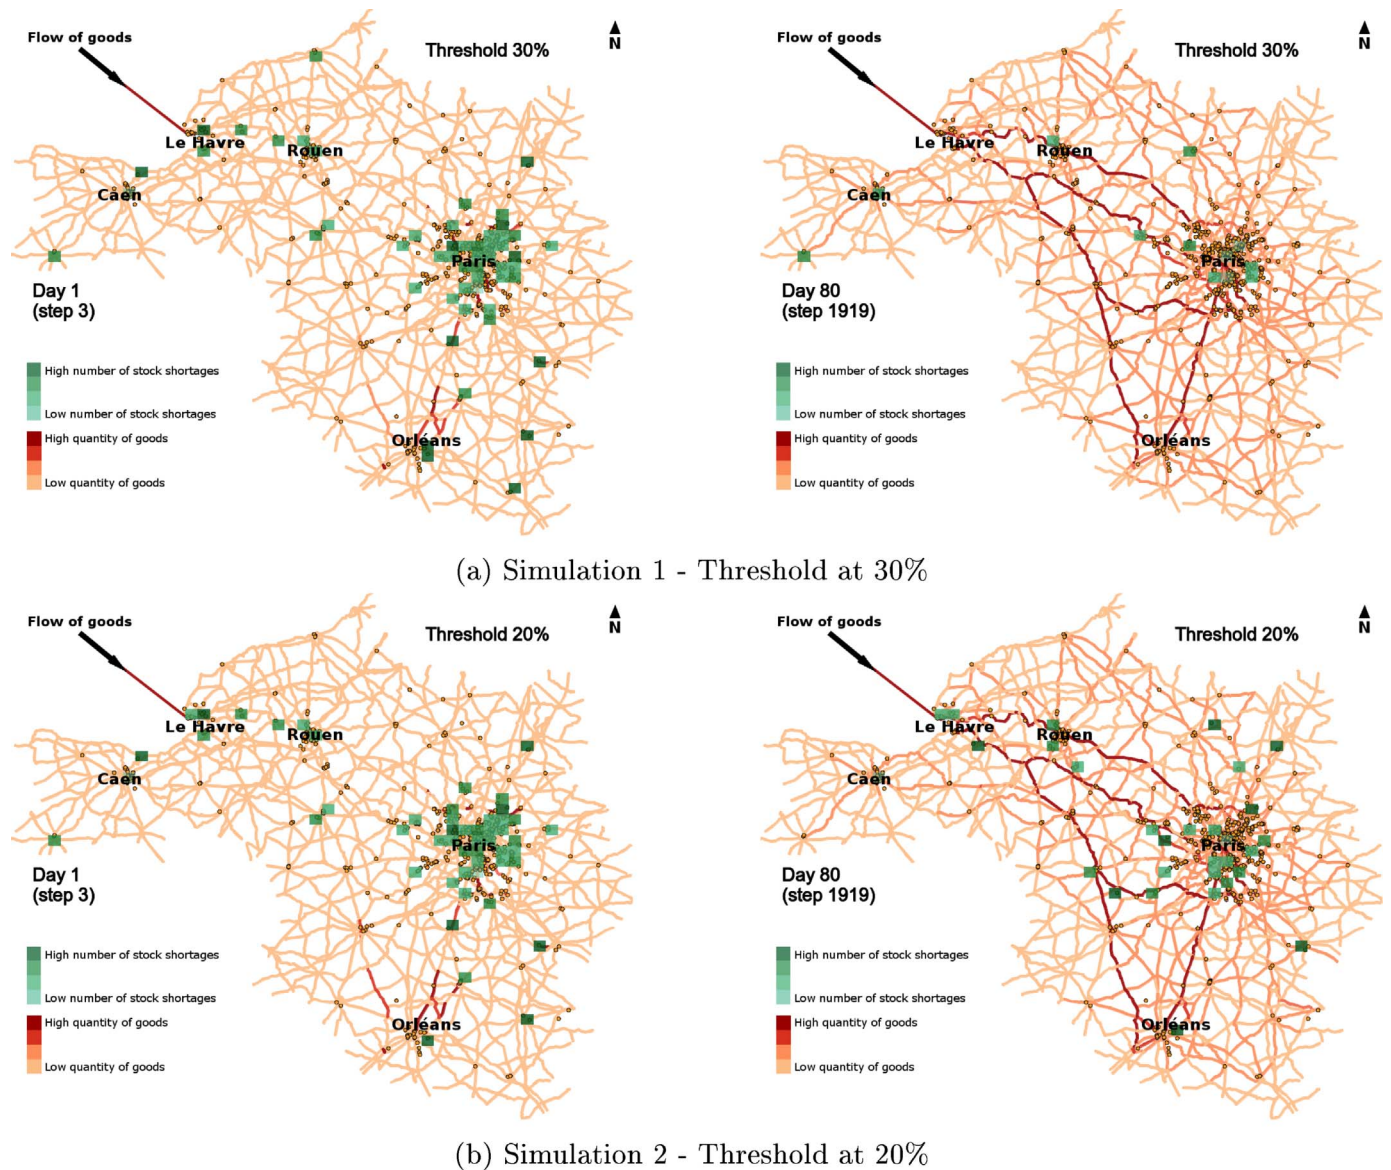 Flow of goods
Threshold 30%
N
Le Havre
Rouen
Caen
Paris
Day 1
(step 3)
High number of stock shortages
Low number of stock shortages
High quantity of goods
Low quantity of goods
Orléans
Flow of goods
Threshold 30%
N
Le Havre
Rouen
Caen
Paris
Day 80
(step 1919)
High number of stock shortages
Low number of stock shortages
High quantity of goods
Low quantity of goods
Orléans
(a) Simulation 1 - Threshold at 30%
Flow of goods
Threshold 20%
N
Le Havre
Rouen
Caen
Paris
Day 1
(step 3)
High number of stock shortages
Low number of stock shortages
High quantity of goods
Low quantity of goods
Orléans
Flow of goods
Threshold 20%
N
Le Havre
Rouen
Caen
Paris
Day 80
(step 1919)
High number of stock shortages
Low number of stock shortages
High quantity of goods
Low quantity of goods
Orléans
(b) Simulation 2 - Threshold at 20%